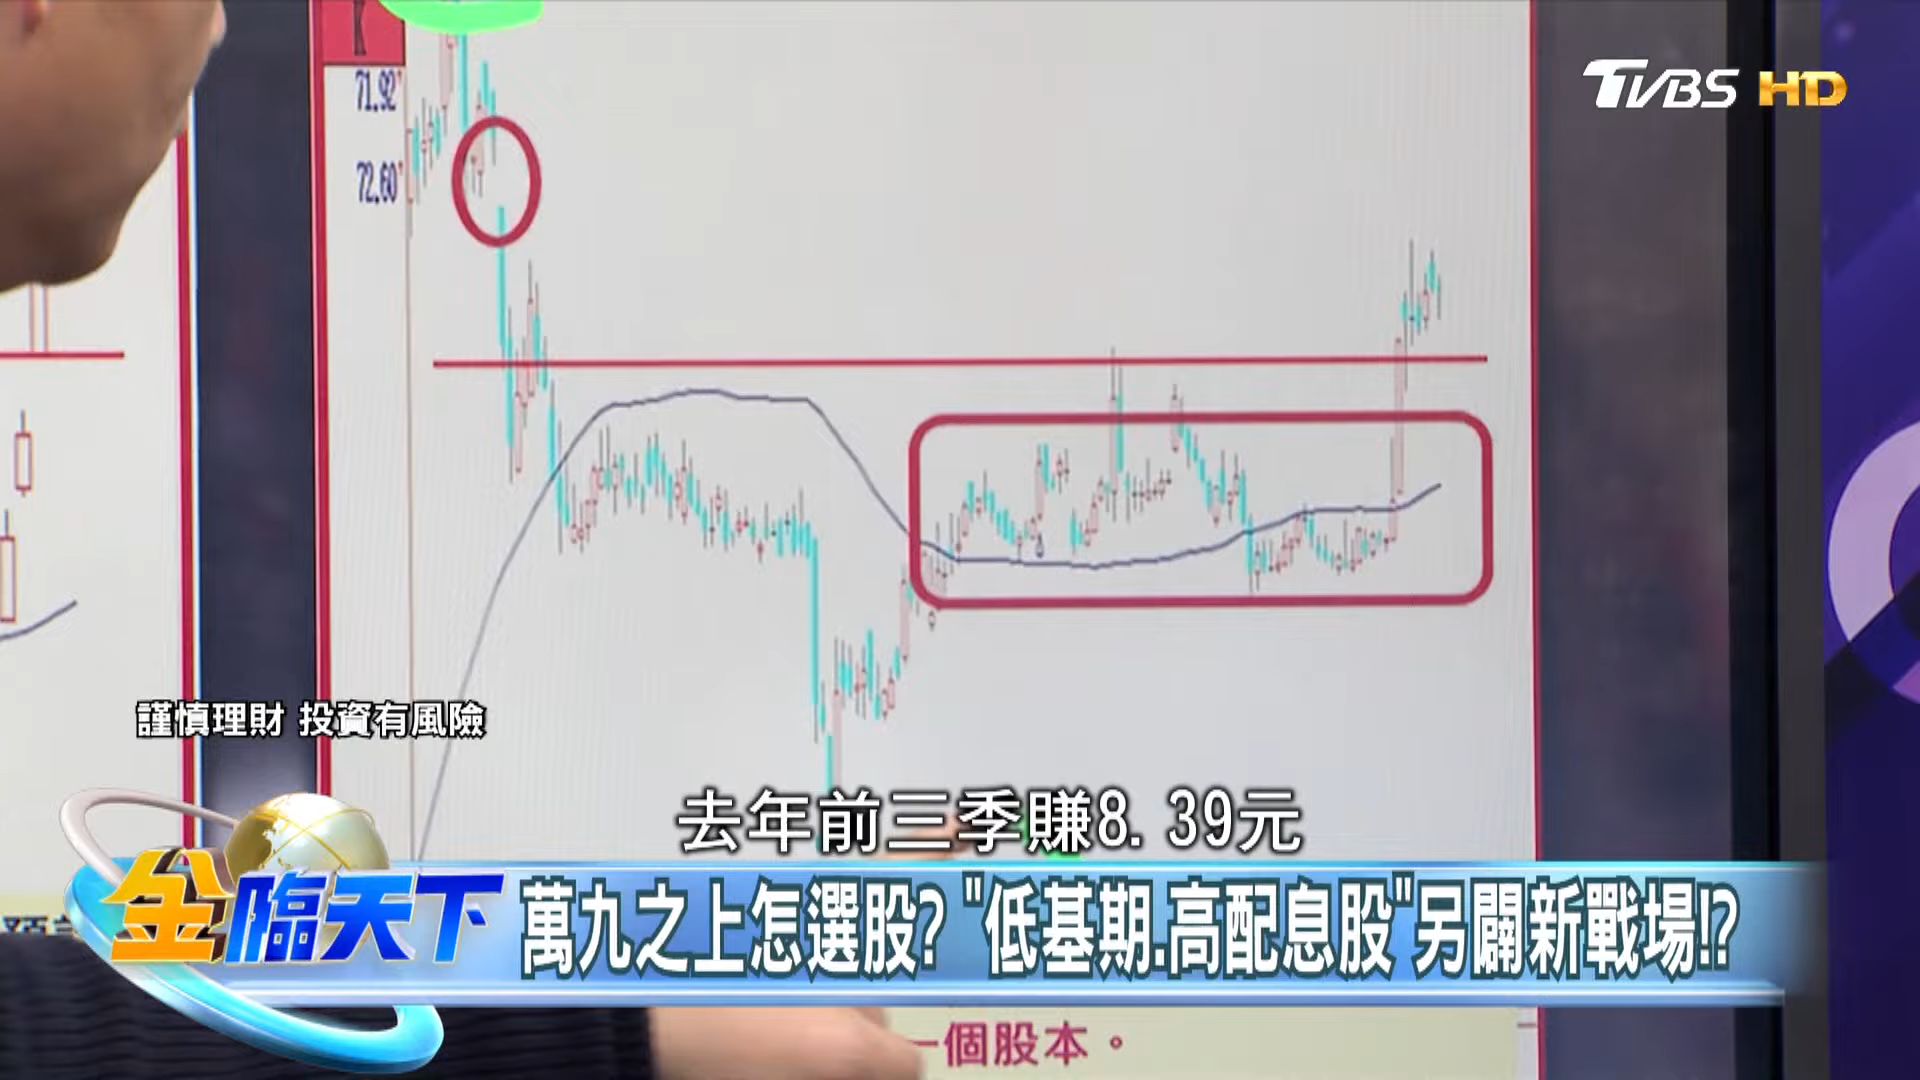 TVBS HD
K
71.92
72.60
謹慎理財 投資有風險
去年前三季賺8.39元
金臨天下
萬九之上怎選股? "低基期.高配息股"另闢新戰場!?
一個股本。